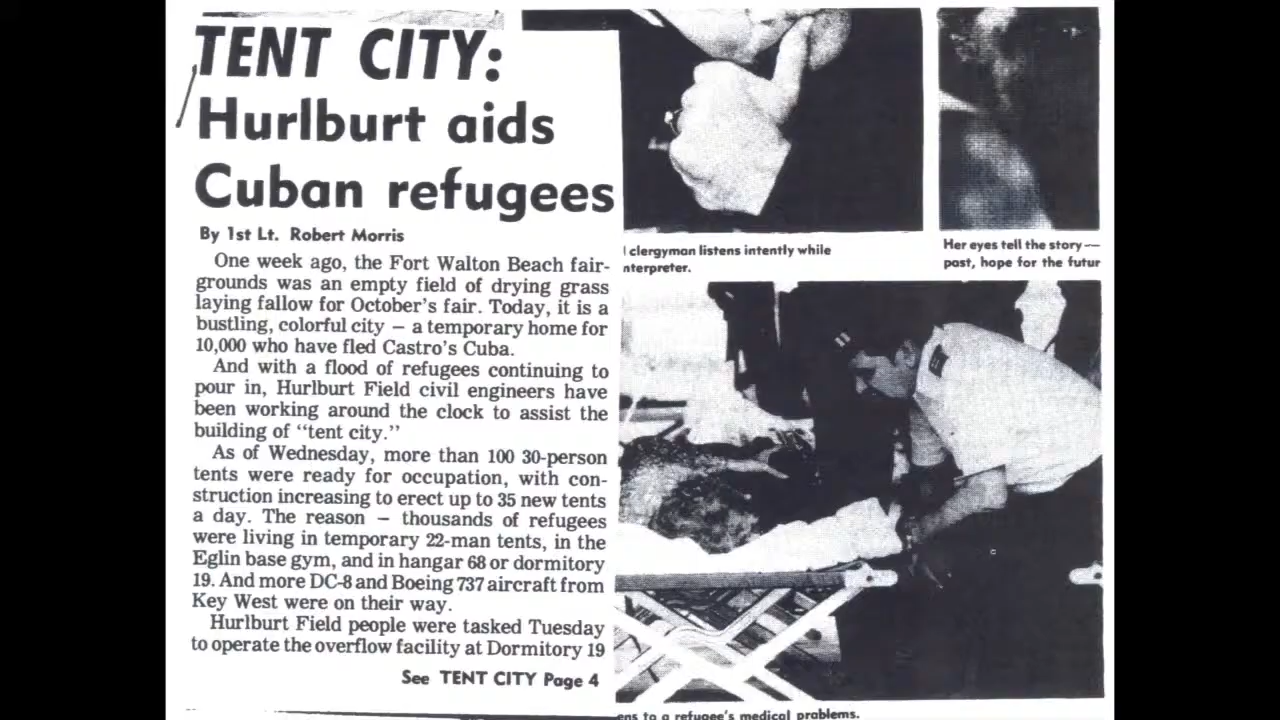 TENT CITY:
Hurlburt aids
Cuban refugees
By 1st Lt. Robert Morris
One week ago, the Fort Walton Beach fair-
grounds was an empty field of drying grass
laying fallow for October's fair. Today, it is a
bustling, colorful city — a temporary home for
10,000 who have fled Castro's Cuba.
And with a flood of refugees continuing to
pour in, Hurlburt Field civil engineers have
been working around the clock to assist the
building of "tent city."
As of Wednesday, more than 100 30-person
tents were ready for occupation, with con-
struction increasing to erect up to 35 new tents
a day. The reason — thousands of refugees
were living in temporary 22-man tents, in the
Eglin base gym, and in hangar 68 or dormitory
19. And more DC-8 and Boeing 737 aircraft from
Key West were on their way.
Hurlburt Field people were tasked Tuesday
to operate the overflow facility at Dormitory 19
See TENT CITY Page 4
clergyman listens intently while
nterpreter.
Her eyes tell the story—
past, hope for the futur
ens to a refugee's medical problems.